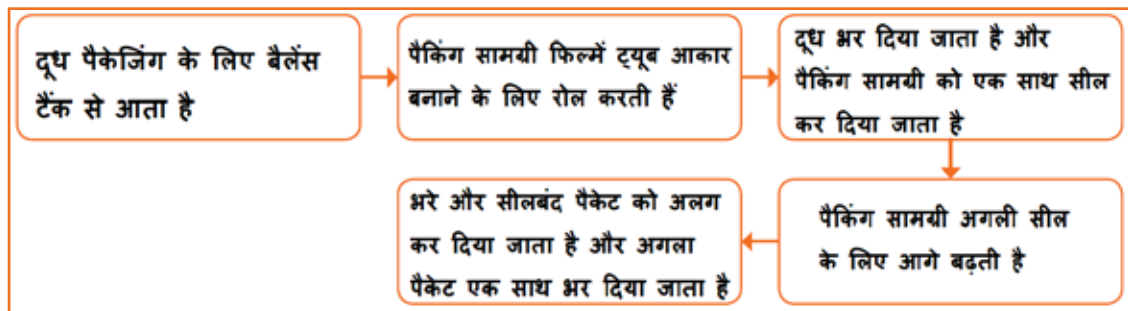 दूध पैकेजिंग के लिए बैलेंस
टैंक से आता है
पैकिंग सामग्री फिल्में ट्यूब आकार
बनाने के लिए रोल करती हैं
दूध भर दिया जाता है और
पैकिंग सामग्री को एक साथ सील
कर दिया जाता है
पैकिंग सामग्री अगली सील
के लिए आगे बढ़ती है
भरे और सीलबंद पैकेट को अलग
कर दिया जाता है और अगला
पैकेट एक साथ भर दिया जाता है